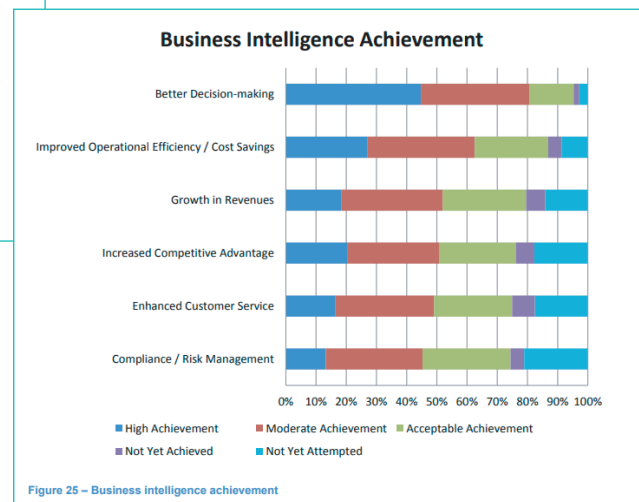 Business Intelligence Achievement
Better Decision-making
Improved Operational Efficiency / Cost Savings
Growth in Revenues
Increased Competitive Advantage
Enhanced Customer Service
Compliance / Risk Management
0% 10% 20% 30% 40% 50% 60% 70% 80% 90% 100%
High Achievement Moderate Achievement Acceptable Achievement
Not Yet Achieved Not Yet Attempted
Figure 25 – Business intelligence achievement